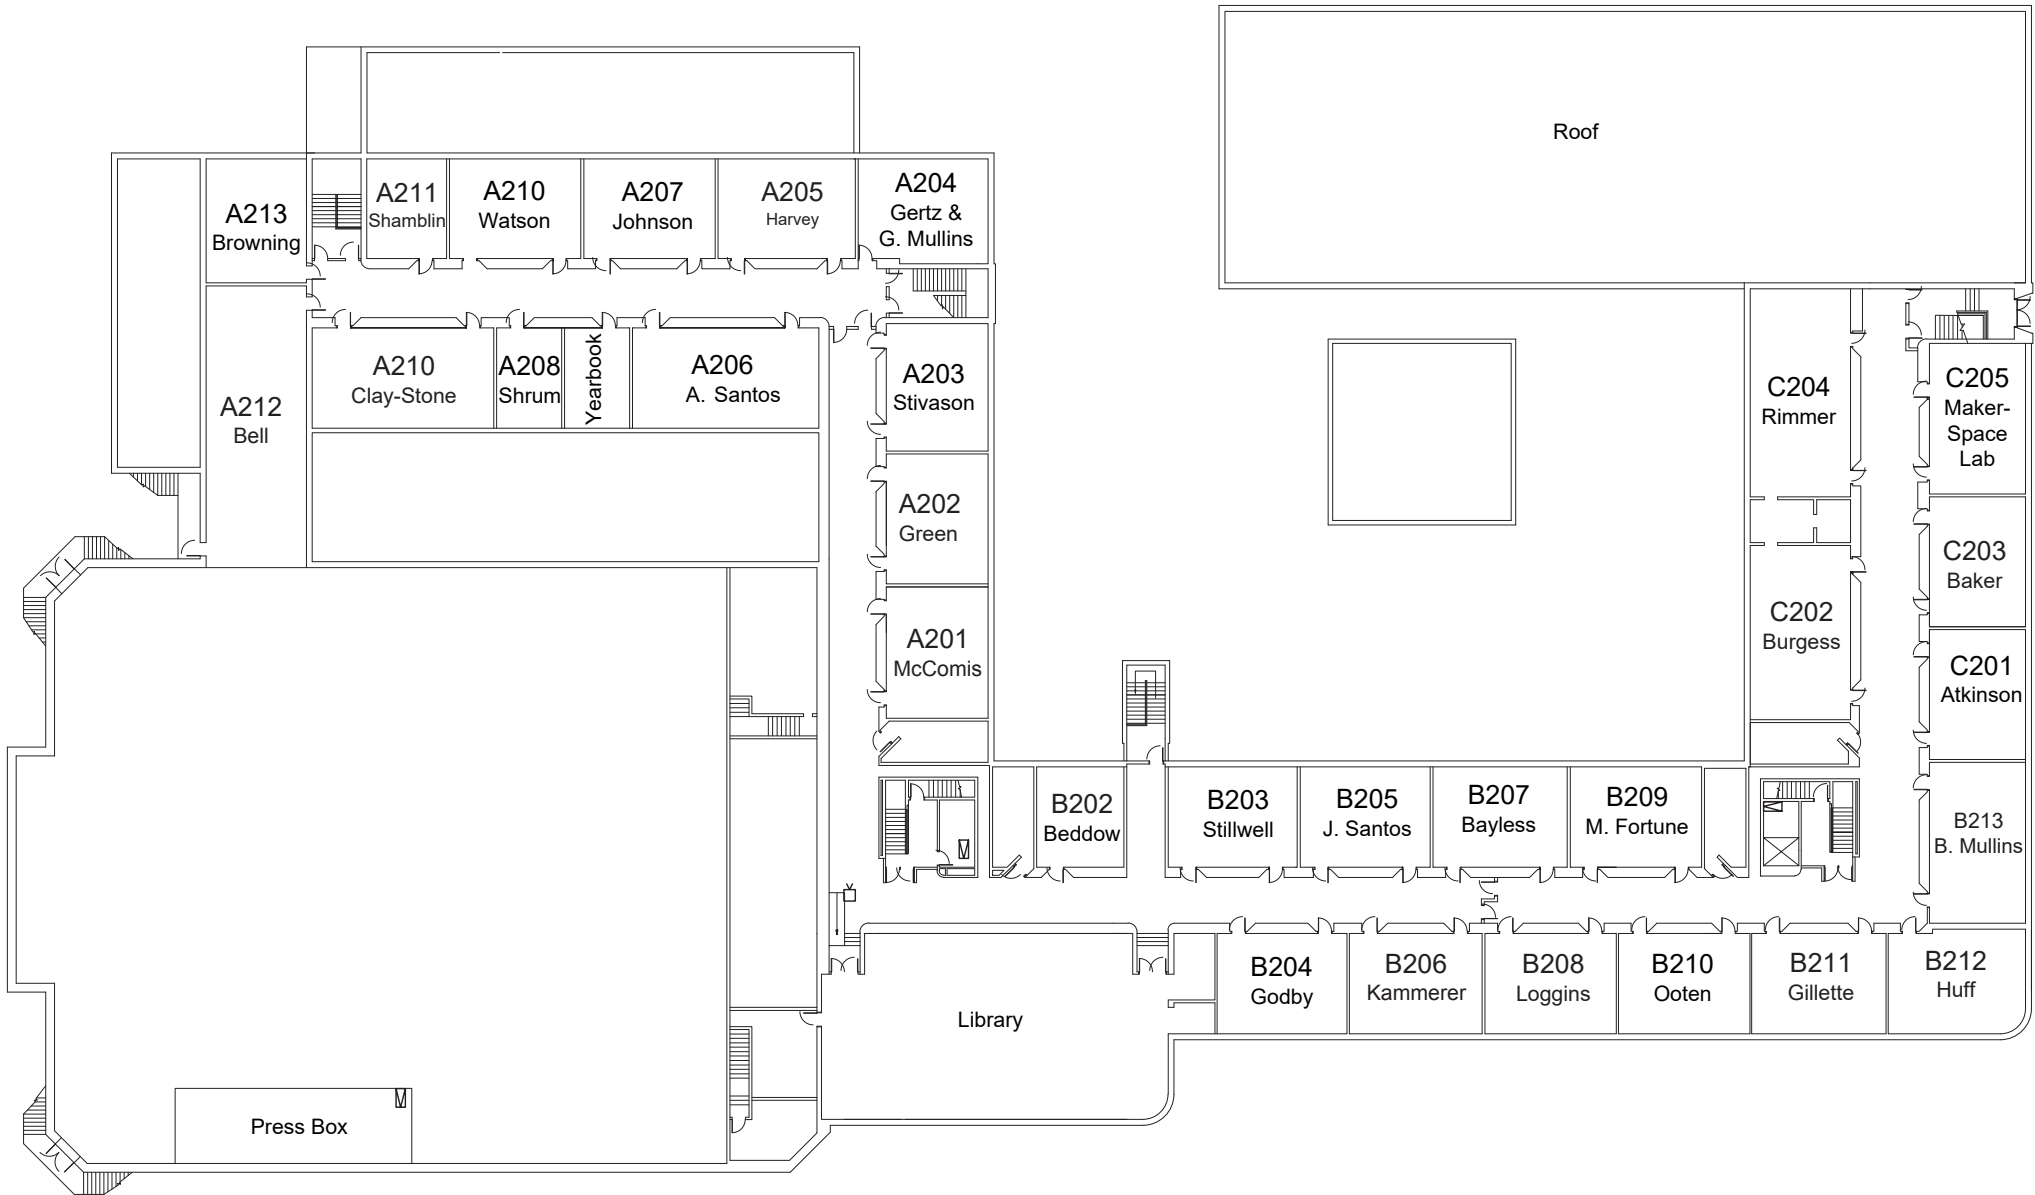 Roof
A213
Browning
A211
Shamblin
A210
Watson
A207
Johnson
A205
Harvey
A204
Gertz &
G. Mullins
A212
Bell
A210
Clay-Stone
A208
Shrum
Yearbook
A206
A. Santos
A203
Stivason
A202
Green
A201
McComis
C204
Rimmer
C205
Maker-
Space
Lab
C203
Baker
C202
Burgess
C201
Atkinson
B202
Beddow
B203
Stillwell
B205
J. Santos
B207
Bayless
B209
M. Fortune
B213
B. Mullins
B204
Godby
B206
Kammerer
B208
Loggins
B210
Ooten
B211
Gillette
B212
Huff
Library
Press Box